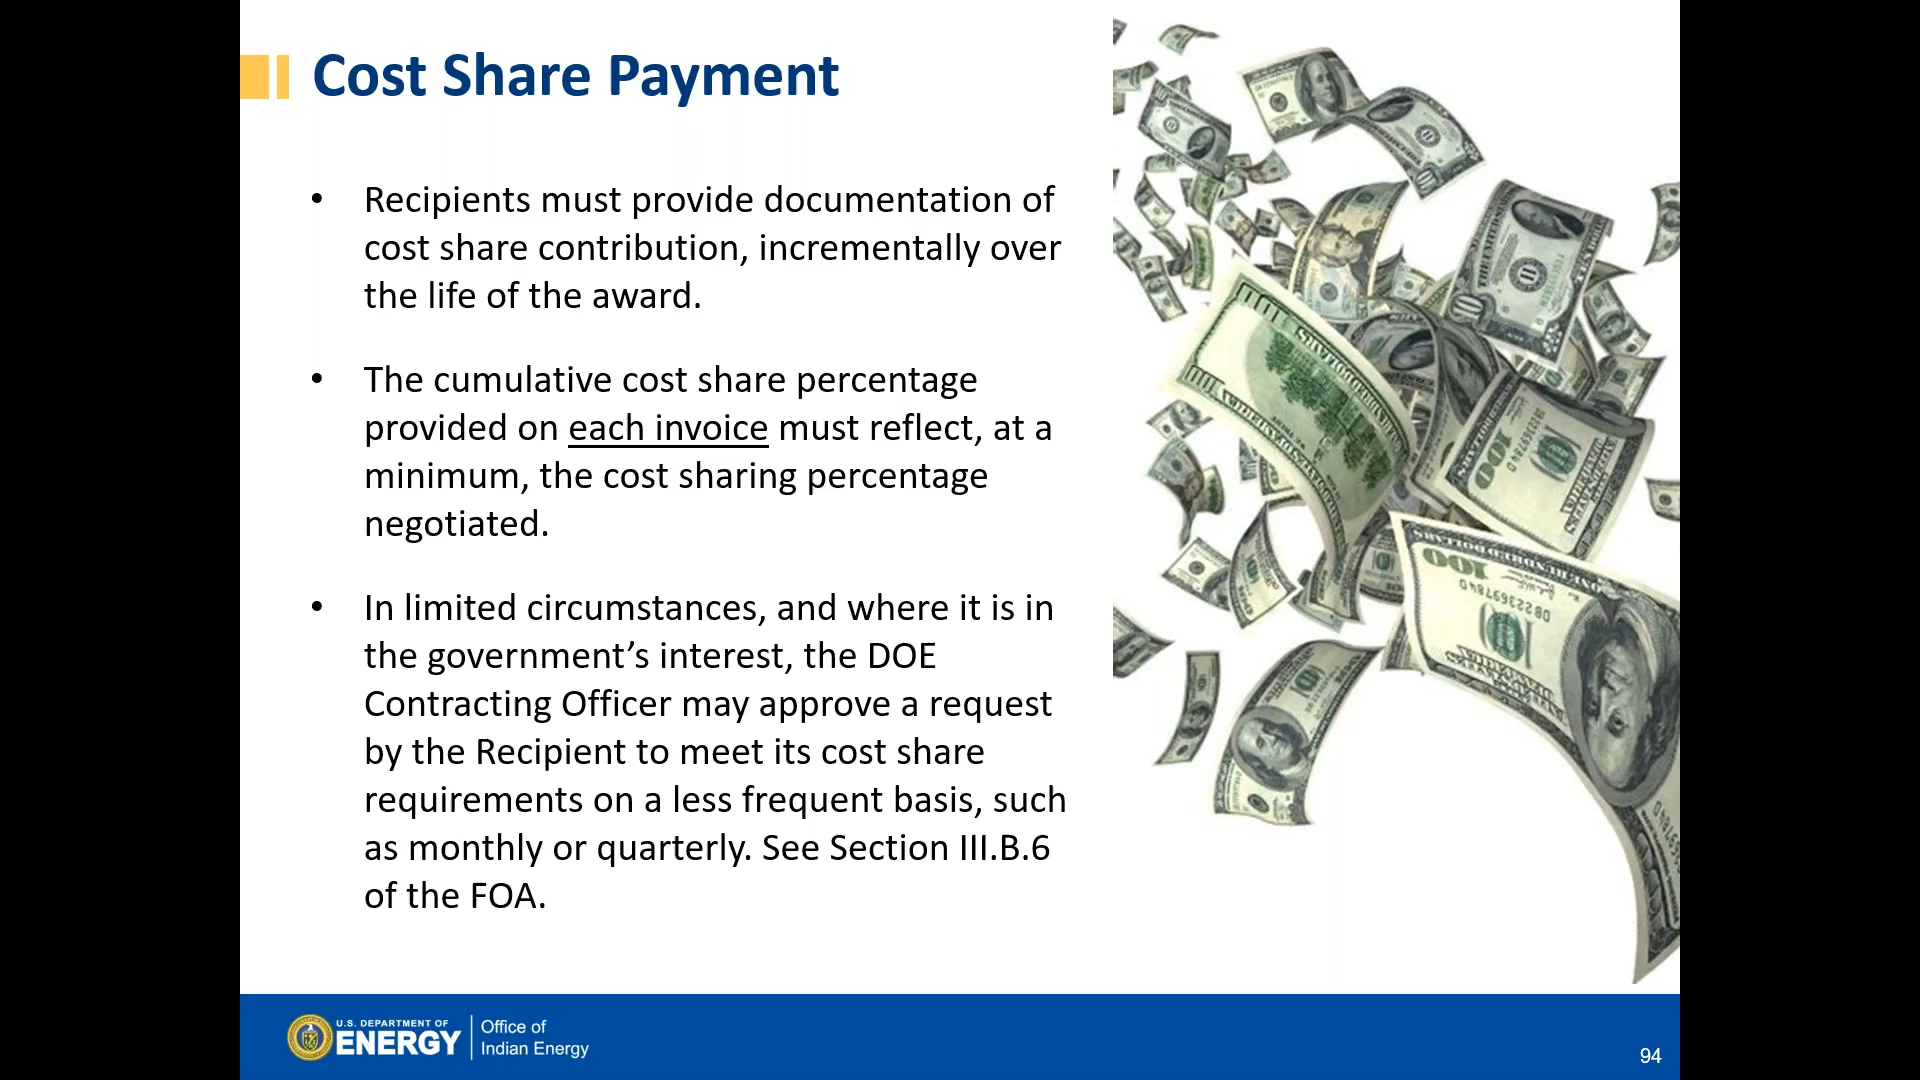 Cost Share Payment
• Recipients must provide documentation of
cost share contribution, incrementally over
the life of the award.
• The cumulative cost share percentage
provided on each invoice must reflect, at a
minimum, the cost sharing percentage
negotiated.
• In limited circumstances, and where it is in
the government’s interest, the DOE
Contracting Officer may approve a request
by the Recipient to meet its cost share
requirements on a less frequent basis, such
as monthly or quarterly. See Section III.B.6
of the FOA.
U.S. DEPARTMENT OF
ENERGY
Office of
Indian Energy
94